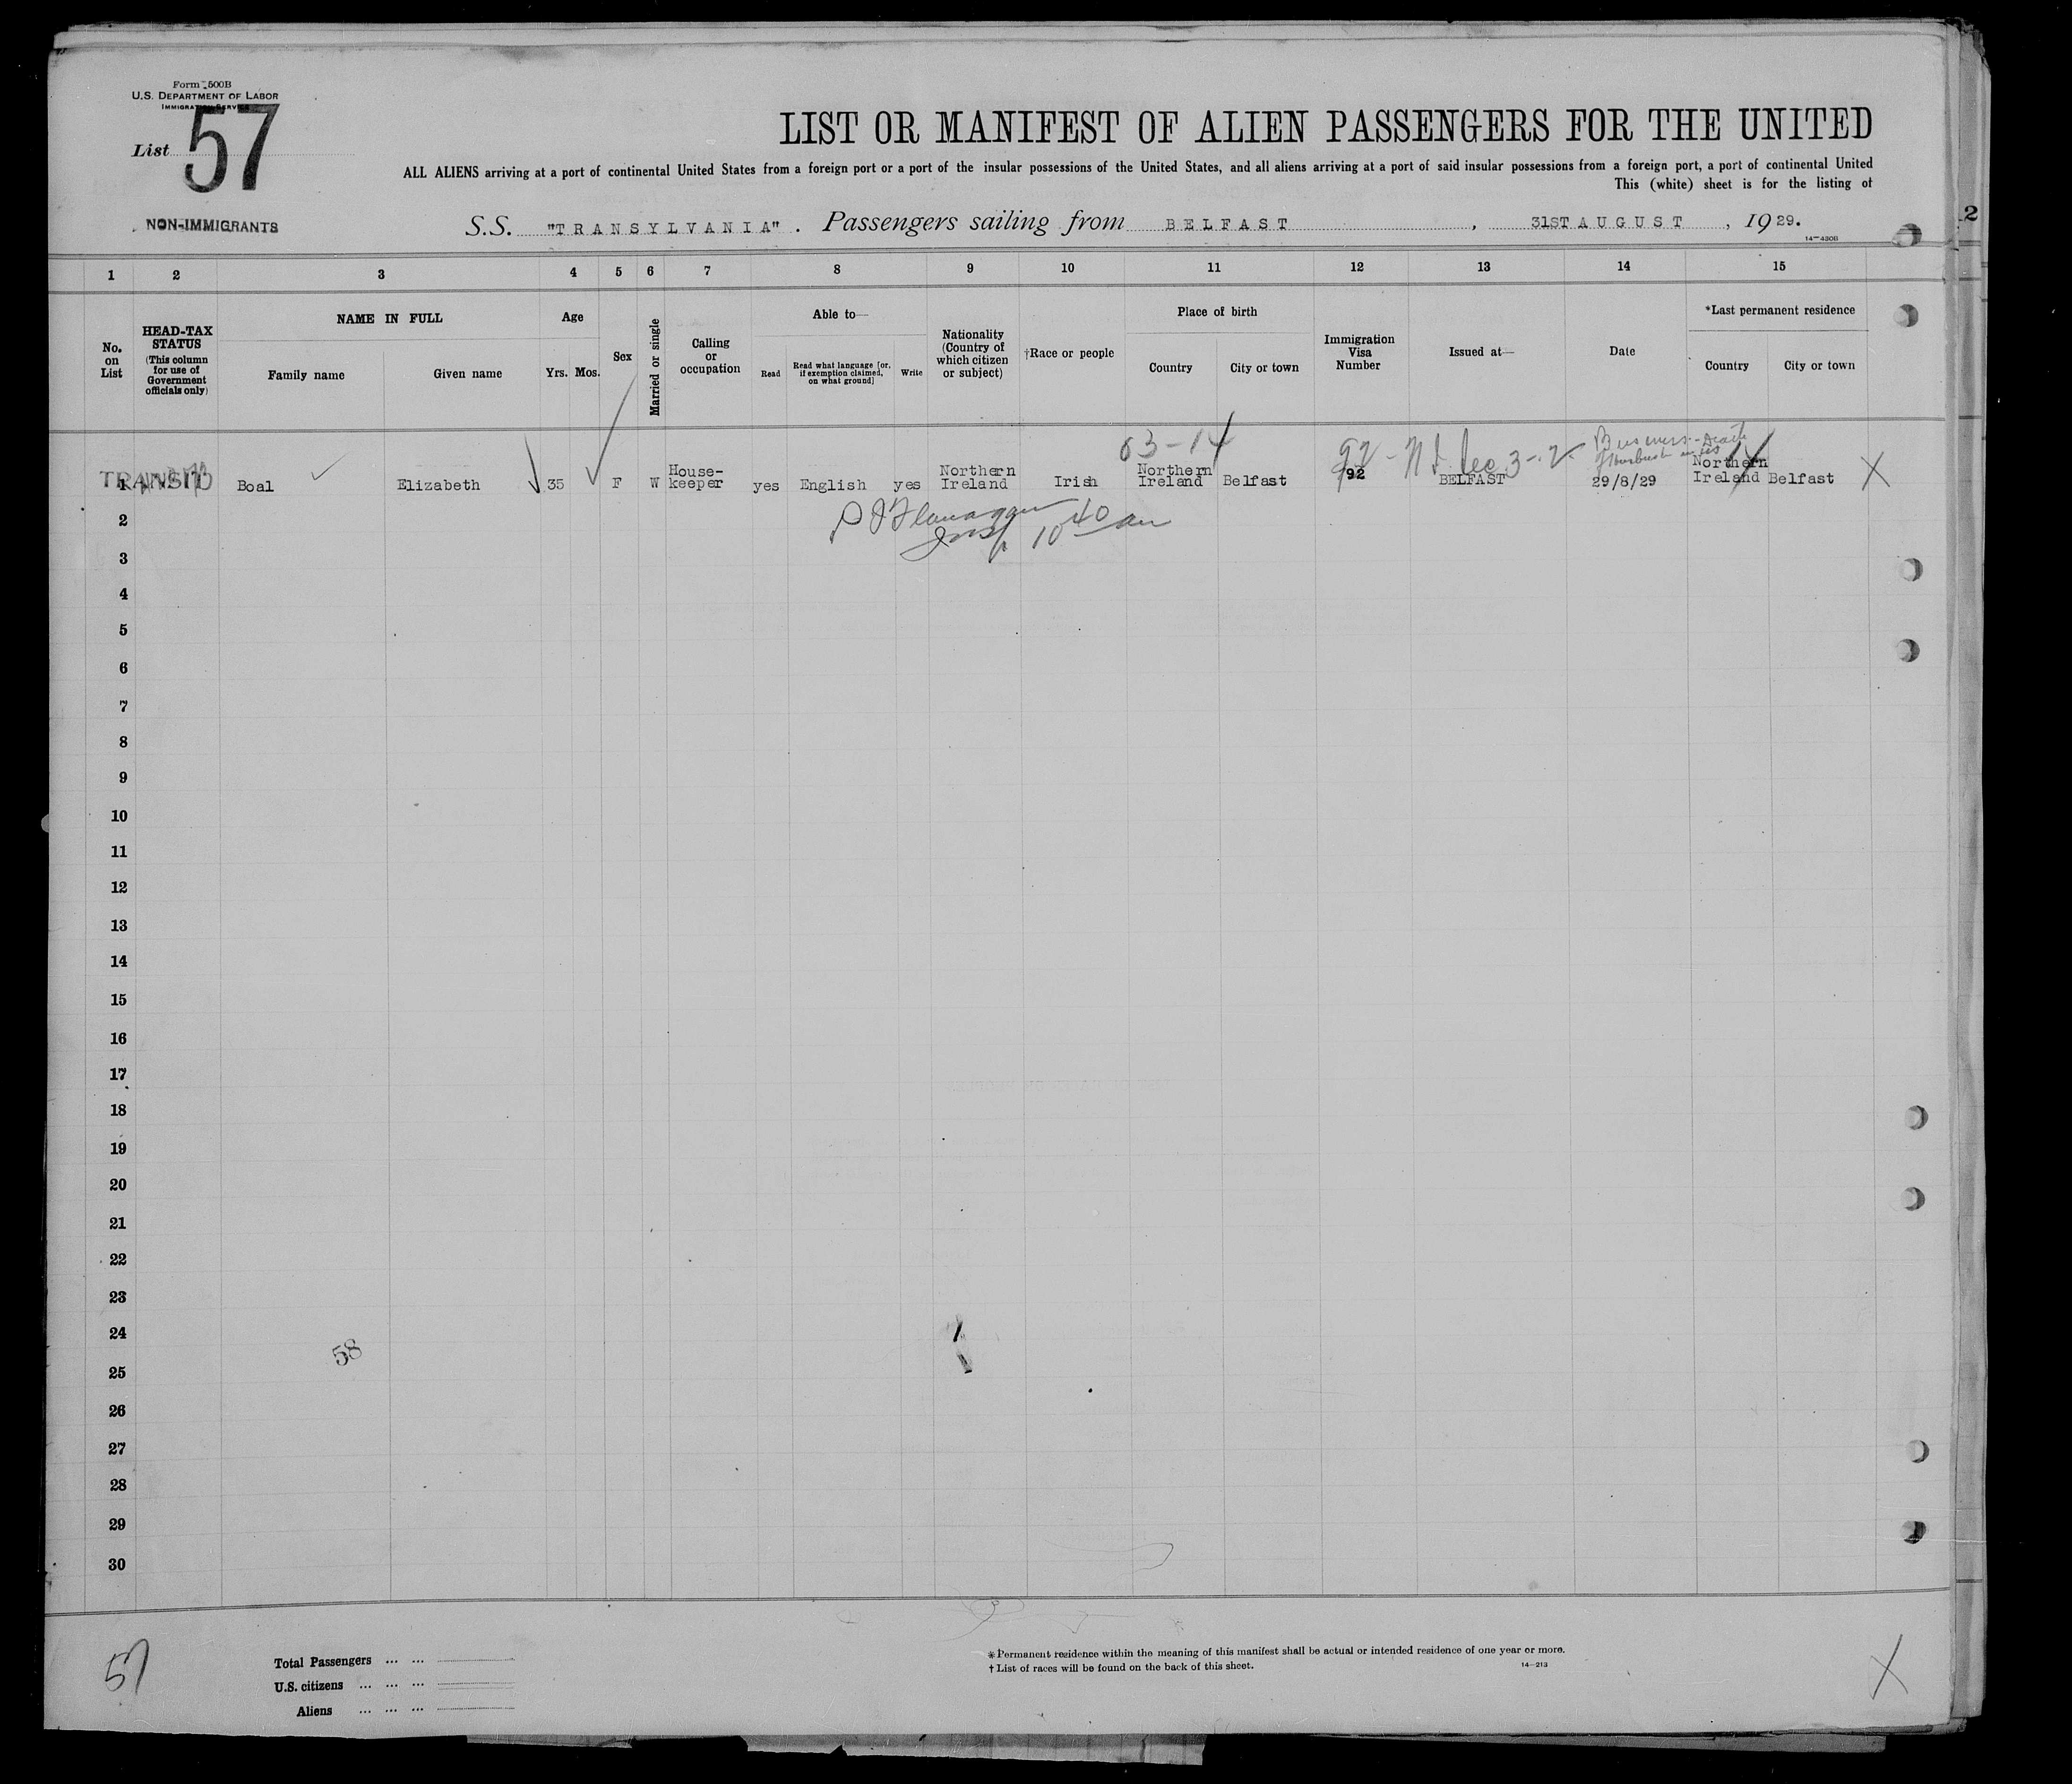 Form 500B
U.S. DEPARTMENT OF LABOR
IMMIGRATION SERVICE
List 57
NON-IMMIGRANTS
LIST OR MANIFEST OF ALIEN PASSENGERS FOR THE UNITED
ALL ALIENS arriving at a port of continental United States from a foreign port or a port of the insular possessions of the United States, and all aliens arriving at a port of said insular possessions from a foreign port, a port of continental United
This (white) sheet is for the listing of
S.S. "TRANSYLVANIA". Passengers sailing from BELFAST, 31ST AUGUST, 1929.
14—430B
2
1 2 3 4 5 6 7 8 9 10 11 12 13 14 15
No. on List
HEAD-TAX STATUS (This column for use of Government officials only)
NAME IN FULL
Family name Given name
Age
Yrs. Mos.
Sex
Married or single
Calling or occupation
Able to—
Read Read what language [or, if exemption claimed, on what ground] Write
Nationality (Country of which citizen or subject)
†Race or people
Place of birth
Country City or town
Immigration Visa Number
Issued at—
Date
*Last permanent residence
Country City or town
63-14
92 - Sec 3-2
1 TRANSIT Boal Elizabeth 35 F W House-keeper yes English yes Northern Ireland Irish Northern Ireland Belfast 92 BELFAST 29/8/29 Northern Ireland Belfast X
Flanagan
Insp 10 40 am
2
3
4
5
6
7
8
9
10
11
12
13
14
15
16
17
18
19
20
21
22
23
24
58
25
26
27
28
29
30
57
Total Passengers ... ...
U.S. citizens ... ... ...
Aliens ... ... ...
*Permanent residence within the meaning of this manifest shall be actual or intended residence of one year or more.
†List of races will be found on the back of this sheet.
14—213
X